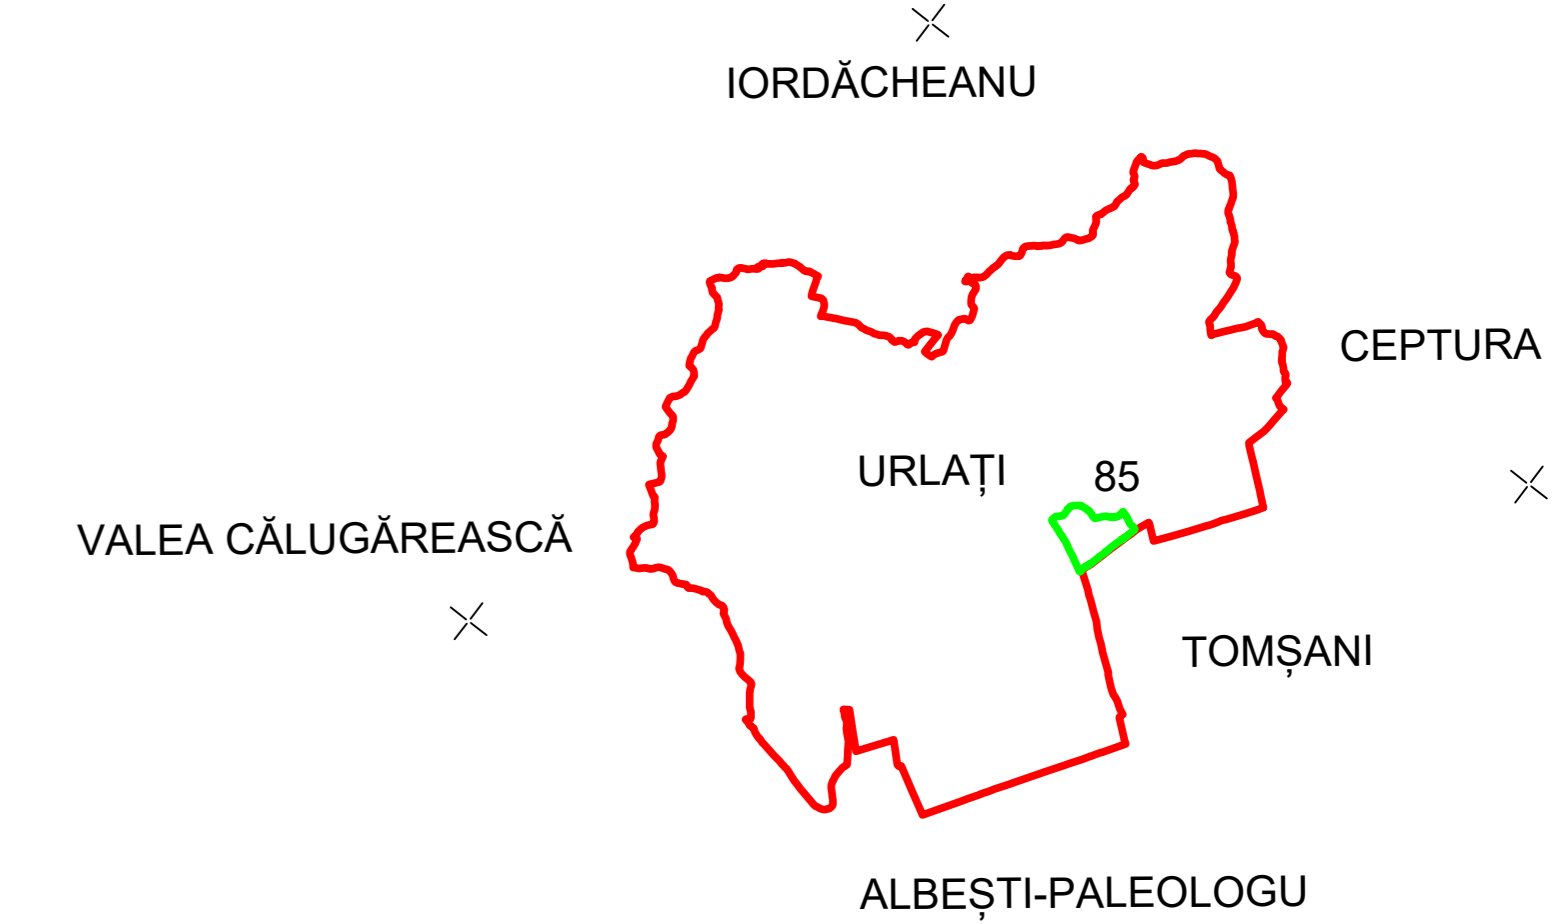 IORDĂCHEANU
CEPTURA
URLAȚI
85
VALEA CĂLUGĂREASCĂ
TOMȘANI
ALBEȘTI-PALEOLOGU